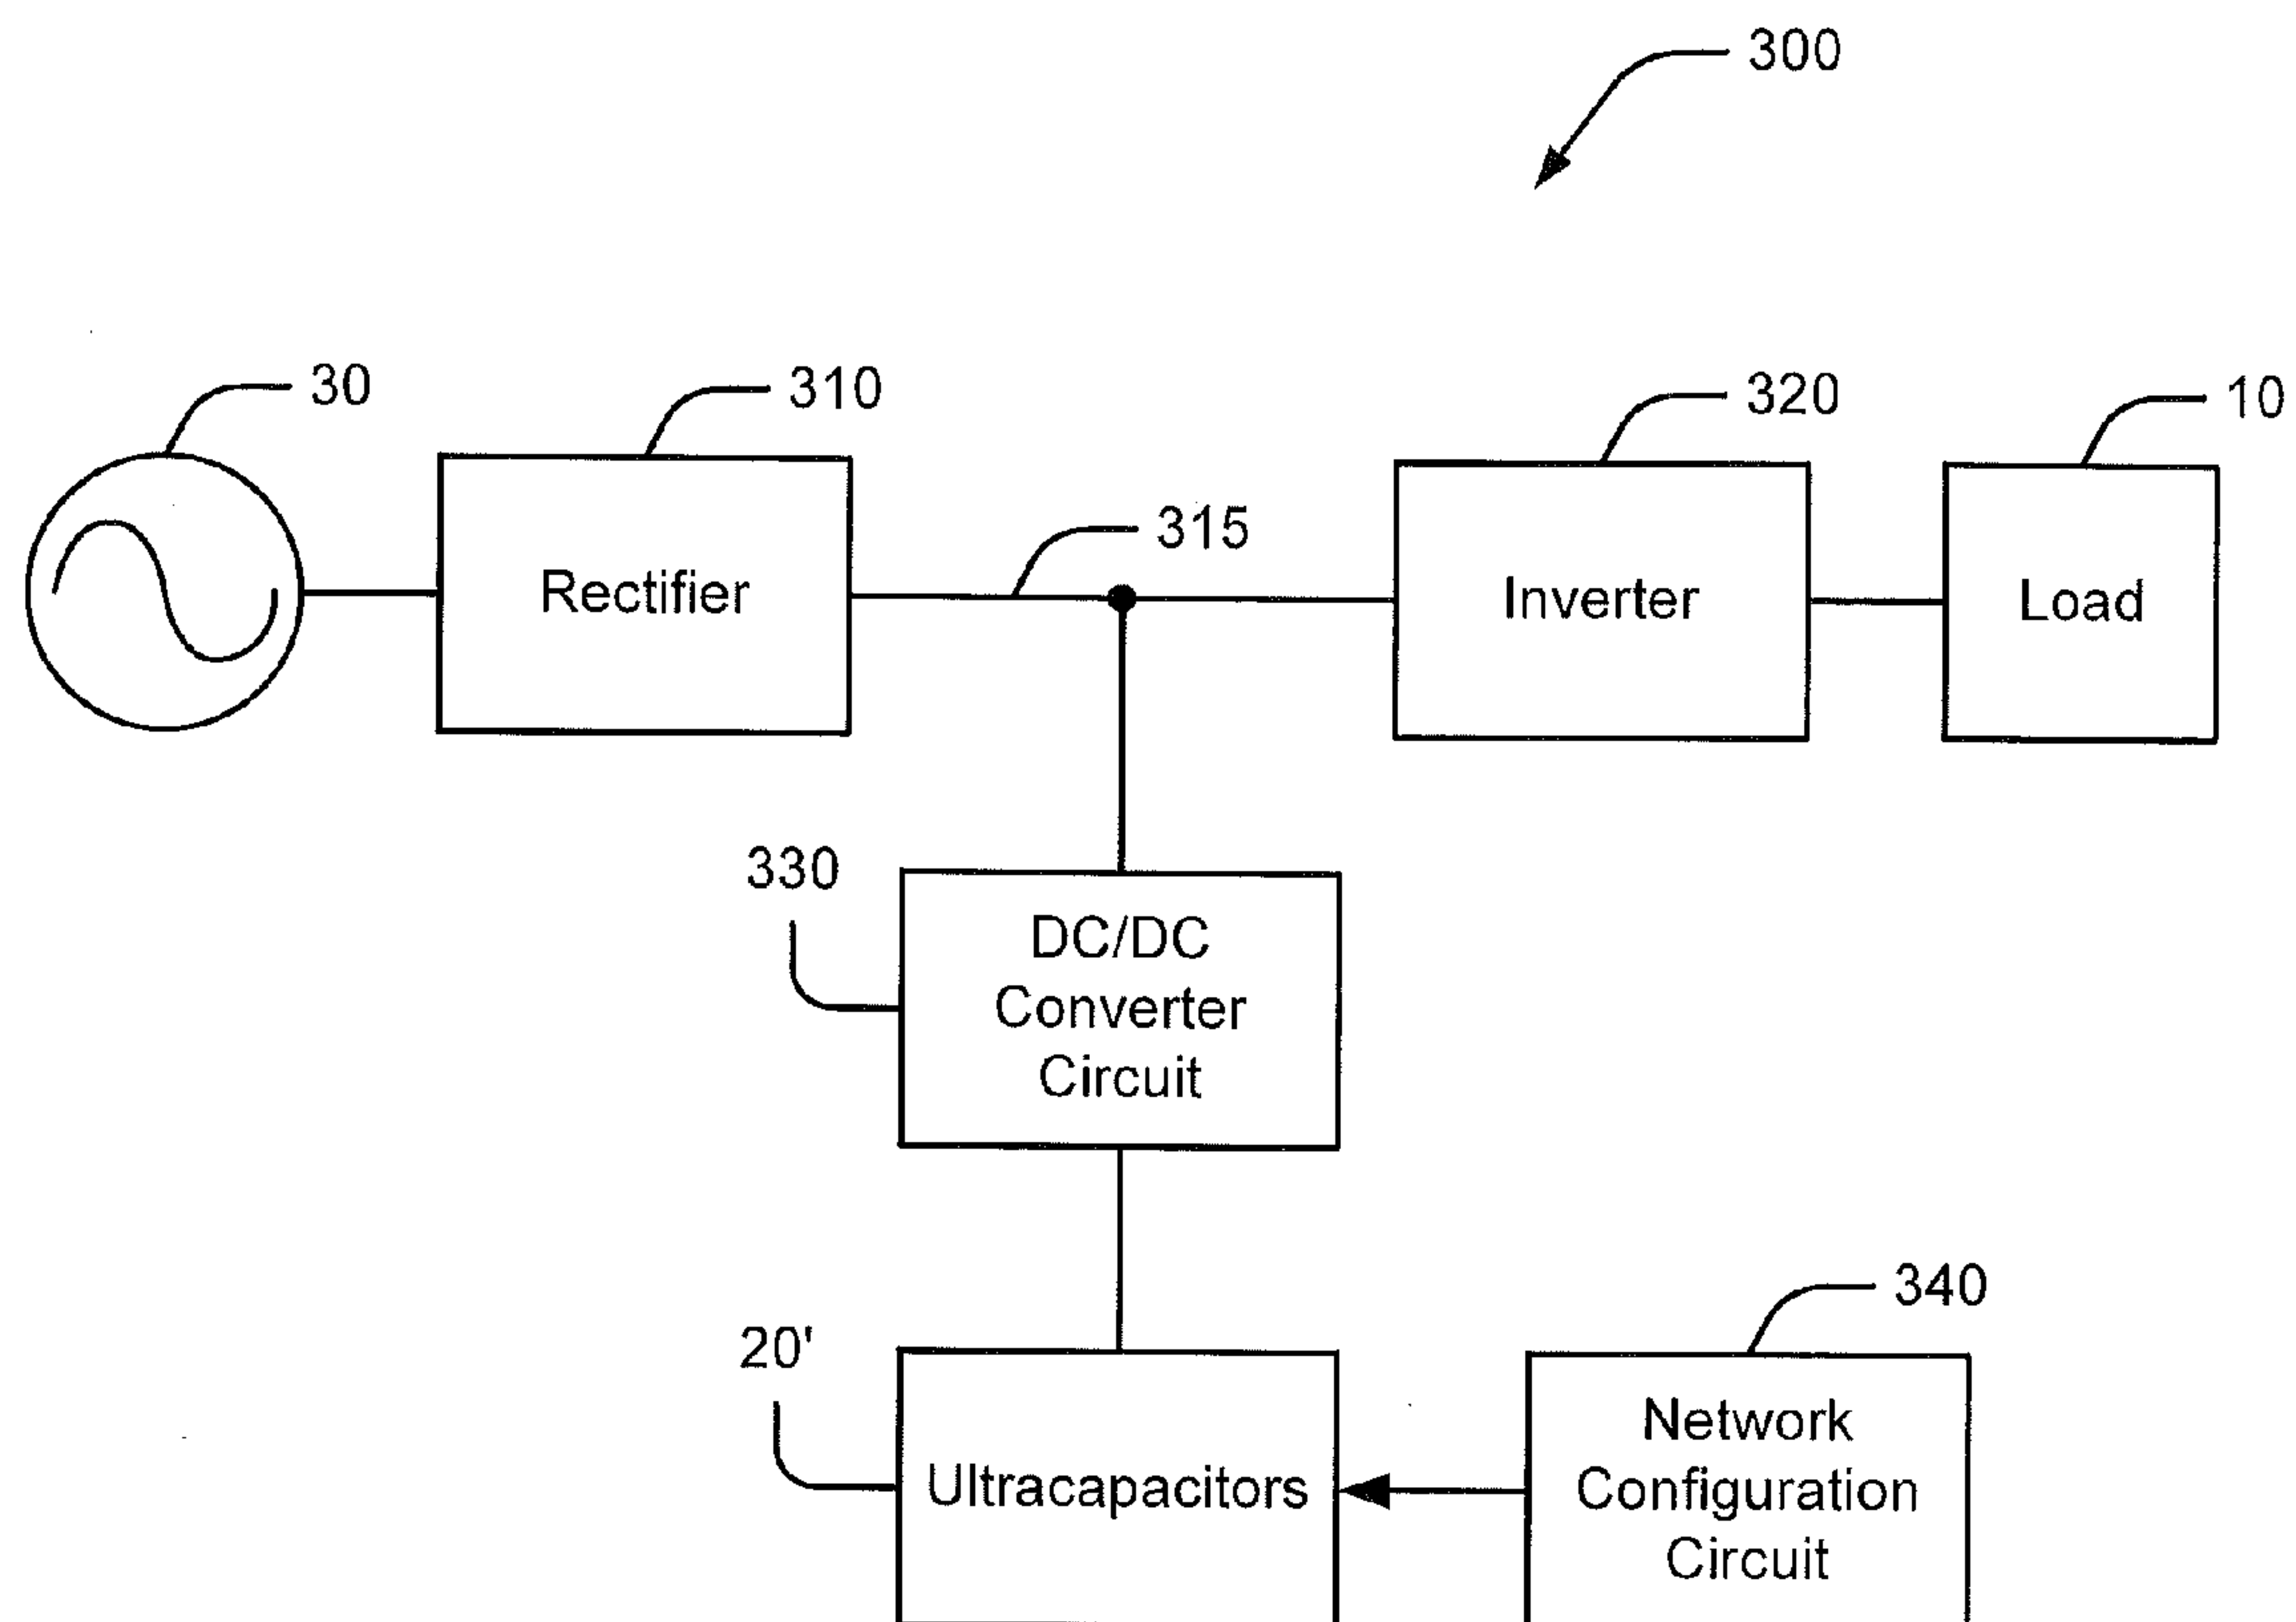 300
30
310
320
10
315
Rectifier
Inverter
Load
330
DC/DC
Converter
Circuit
340
20'
Ultracapacitors
Network
Configuration
Circuit